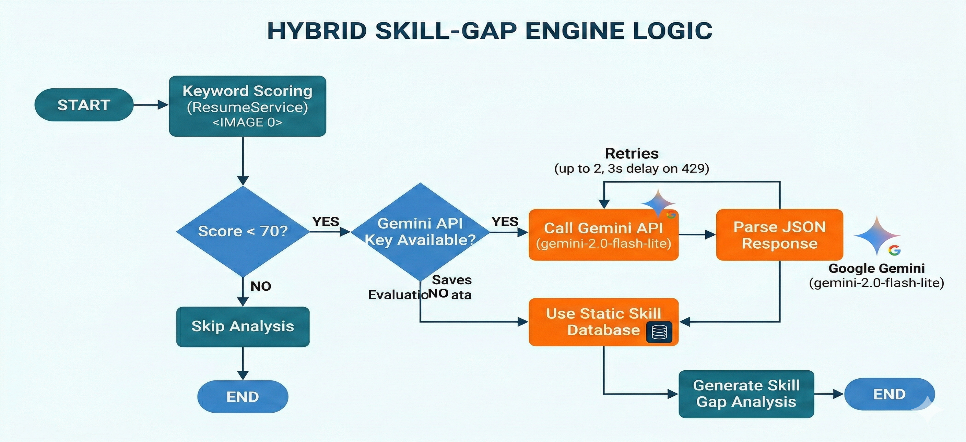 HYBRID SKILL-GAP ENGINE LOGIC
START
Keyword Scoring
(ResumeService)
<IMAGE 0>
Score < 70?
YES
NO
Skip Analysis
END
Gemini API
Key Available?
YES
Saves
Evaluatio
NO
ata
Retries
(up to 2, 3s delay on 429)
Call Gemini API
(gemini-2.0-flash-lite)
Parse JSON
Response
Google Gemini
(gemini-2.0-flash-lite)
Use Static Skill
Database
Generate Skill
Gap Analysis
END